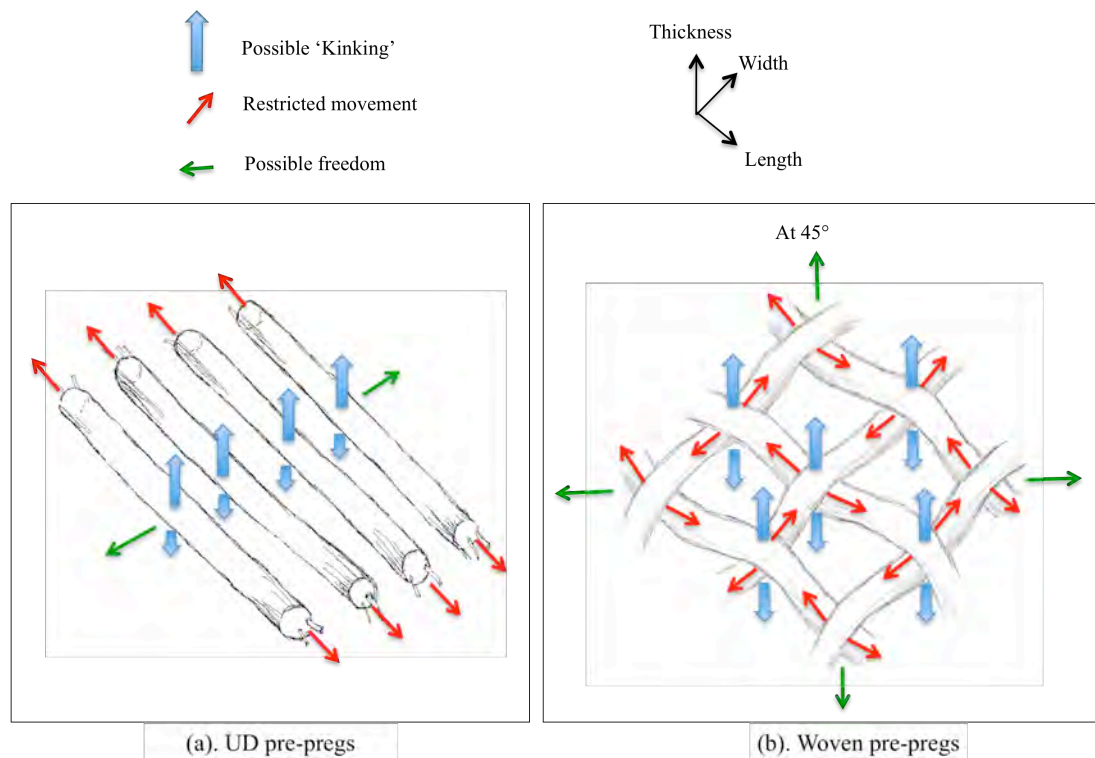 Possible ‘Kinking’
Restricted movement
Possible freedom
Thickness
Width
Length
At 45°
(a). UD pre-pregs
(b). Woven pre-pregs